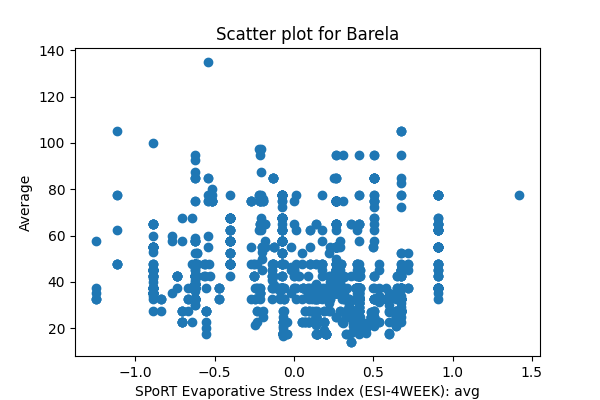 Scatter plot for Barela
Average
140
120
100
80
60
40
20
−1.0 −0.5 0.0 0.5 1.0 1.5
SPoRT Evaporative Stress Index (ESI-4WEEK): avg